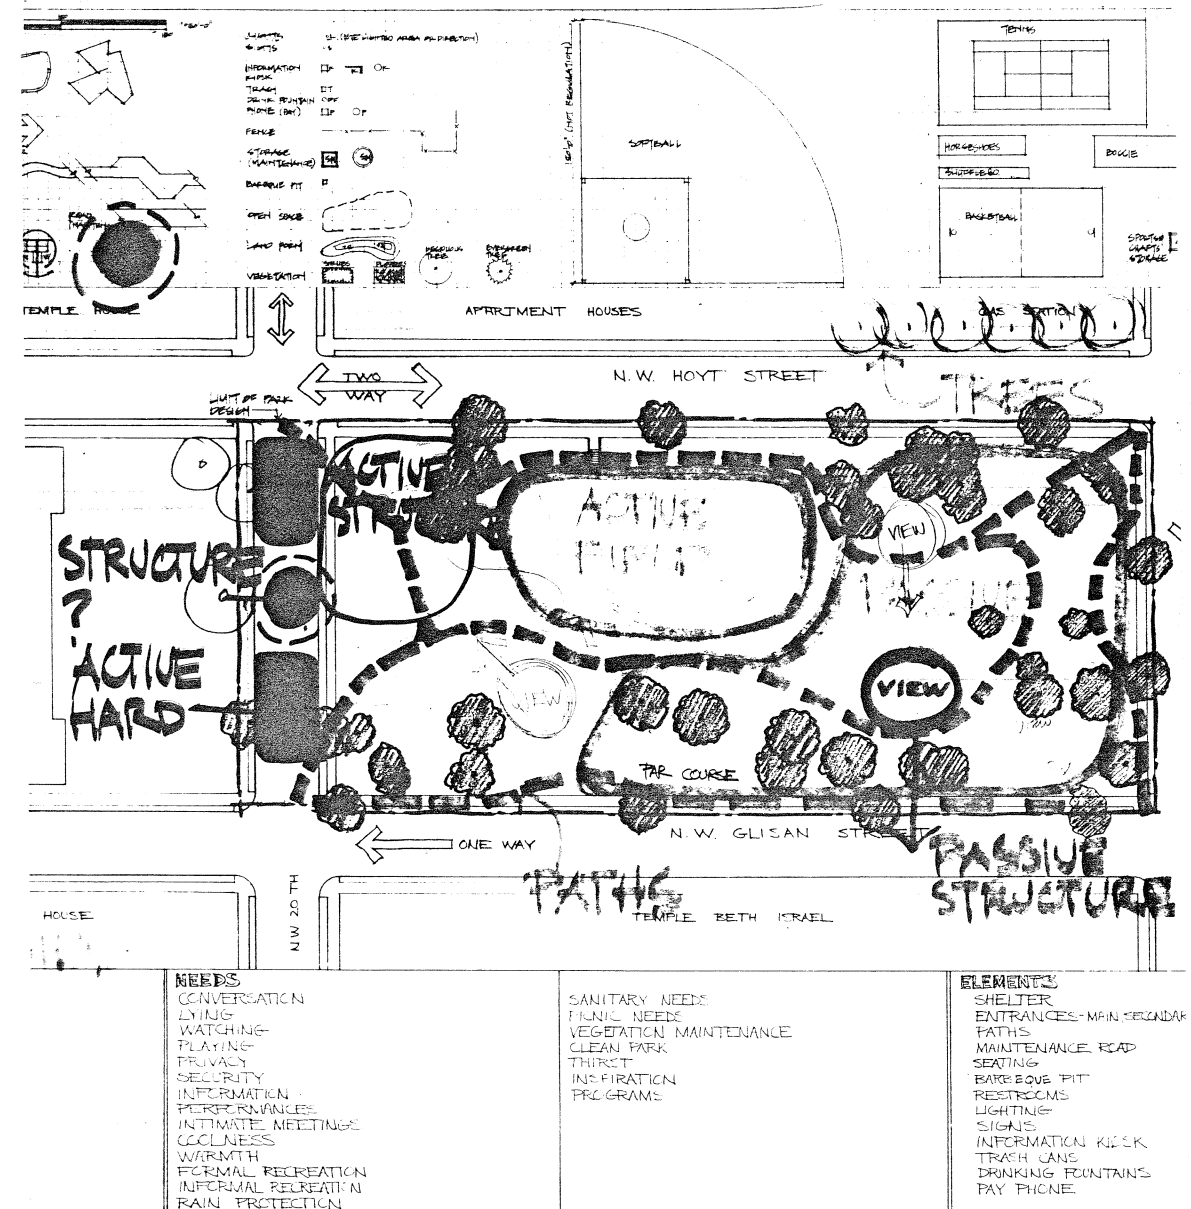 INFORMATION
KIOSK
TRASH
DRINK FOUNTAIN
PHONE (PAY)
FENCE
STORAGE
(MAINTENANCE)
BARBEQUE PIT
OPEN SPACE
LAND FORM
VEGETATION
DECIDUOUS
TREE
EVERGREEN
TREE
SOFTBALL
TENNIS
HORSESHOES
BOCCIE
BASKETBALL
STORAGE
TEMPLE HOUSE
APARTMENT HOUSES
GAS STATION
TWO
WAY
N.W. HOYT STREET
TREES
LIMIT OF PARK
DESIGN
ACTIVE
ACTIVE
VIEW
STRUCTURE
?
ACTIVE
HARD
VIEW
VIEW
PAR COURSE
N.W. GLISAN STREET
ONE WAY
PASSIVE
STRUCTURE
PATHS
NW 20TH
HOUSE
TEMPLE BETH ISRAEL
NEEDS
CONVERSATION
LYING
WATCHING
PLAYING
PRIVACY
SECURITY
INFORMATION
PERFORMANCES
INTIMATE MEETINGS
COOLNESS
WARMTH
FORMAL RECREATION
INFORMAL RECREATION
RAIN PROTECTION
SANITARY NEEDS
PICNIC NEEDS
VEGETATION MAINTENANCE
CLEAN PARK
THIRST
INSPIRATION
PROGRAMS
ELEMENTS
SHELTER
ENTRANCES-MAIN, SECONDAR
PATHS
MAINTENANCE ROAD
SEATING
BARBEQUE PIT
RESTROOMS
LIGHTING
SIGNS
INFORMATION KIOSK
TRASH CANS
DRINKING FOUNTAINS
PAY PHONE